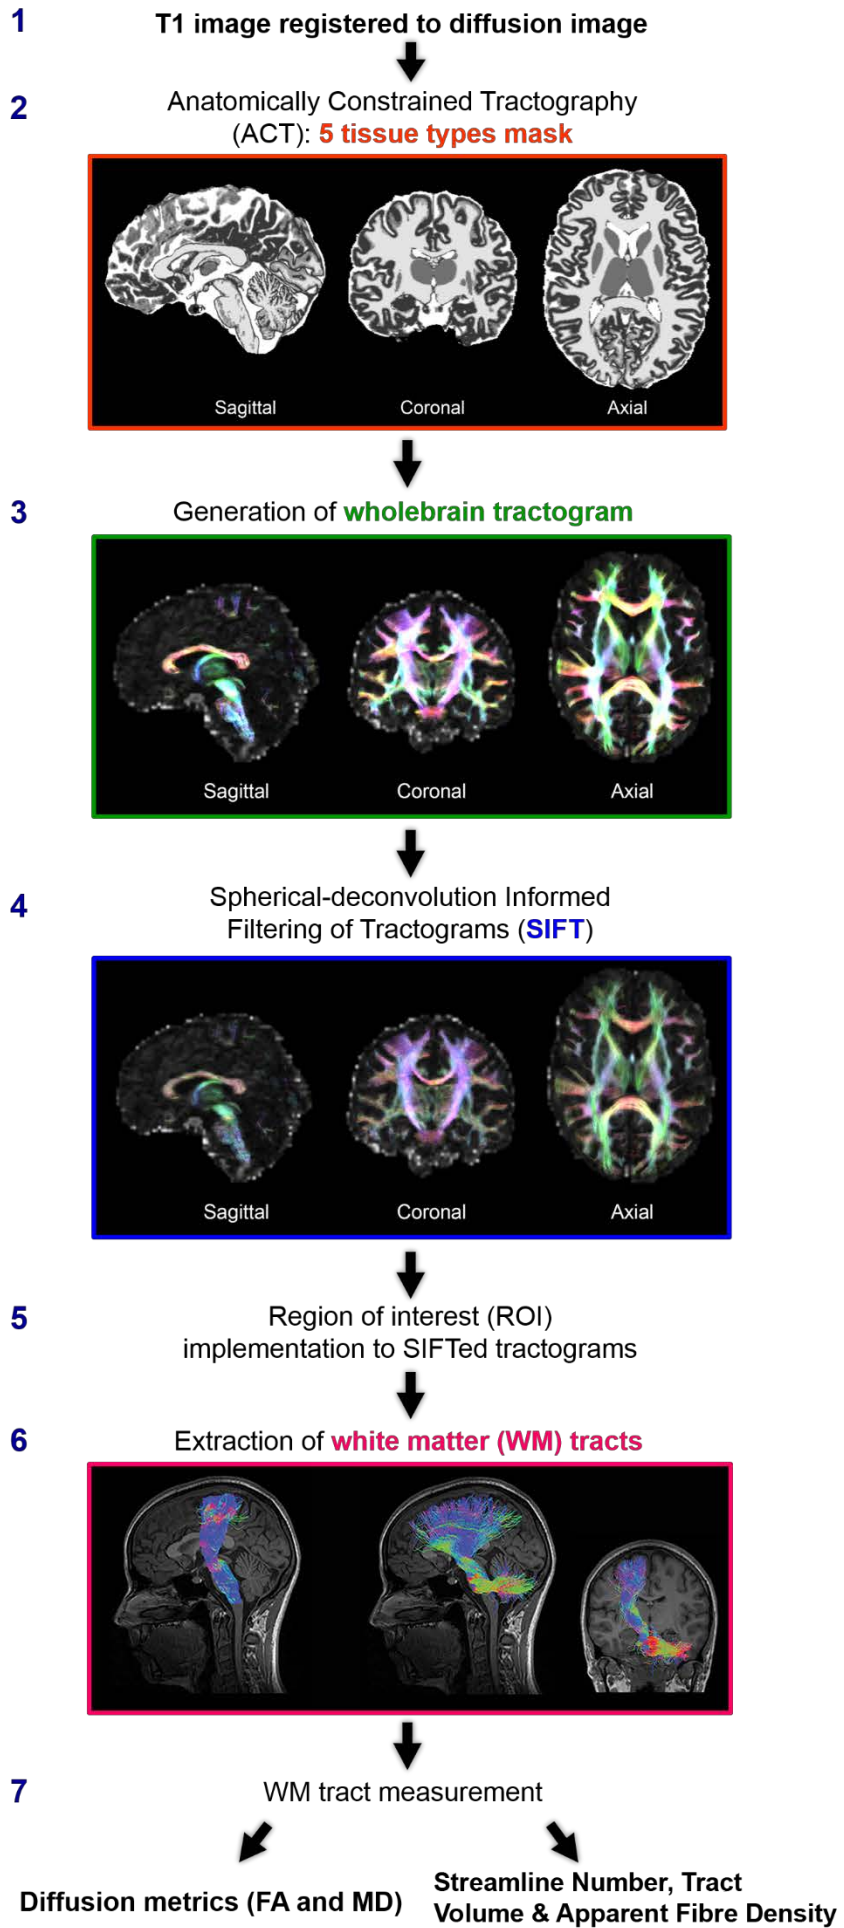 1
T1 image registered to diffusion image
2
Anatomically Constrained Tractography
(ACT): 5 tissue types mask
Sagittal
Coronal
Axial
3
Generation of wholebrain tractogram
Sagittal
Coronal
Axial
4
Spherical-deconvolution Informed
Filtering of Tractograms (SIFT)
Sagittal
Coronal
Axial
5
Region of interest (ROI)
implementation to SIFTed tractograms
6
Extraction of white matter (WM) tracts
7
WM tract measurement
Diffusion metrics (FA and MD)
Streamline Number, Tract
Volume & Apparent Fibre Density